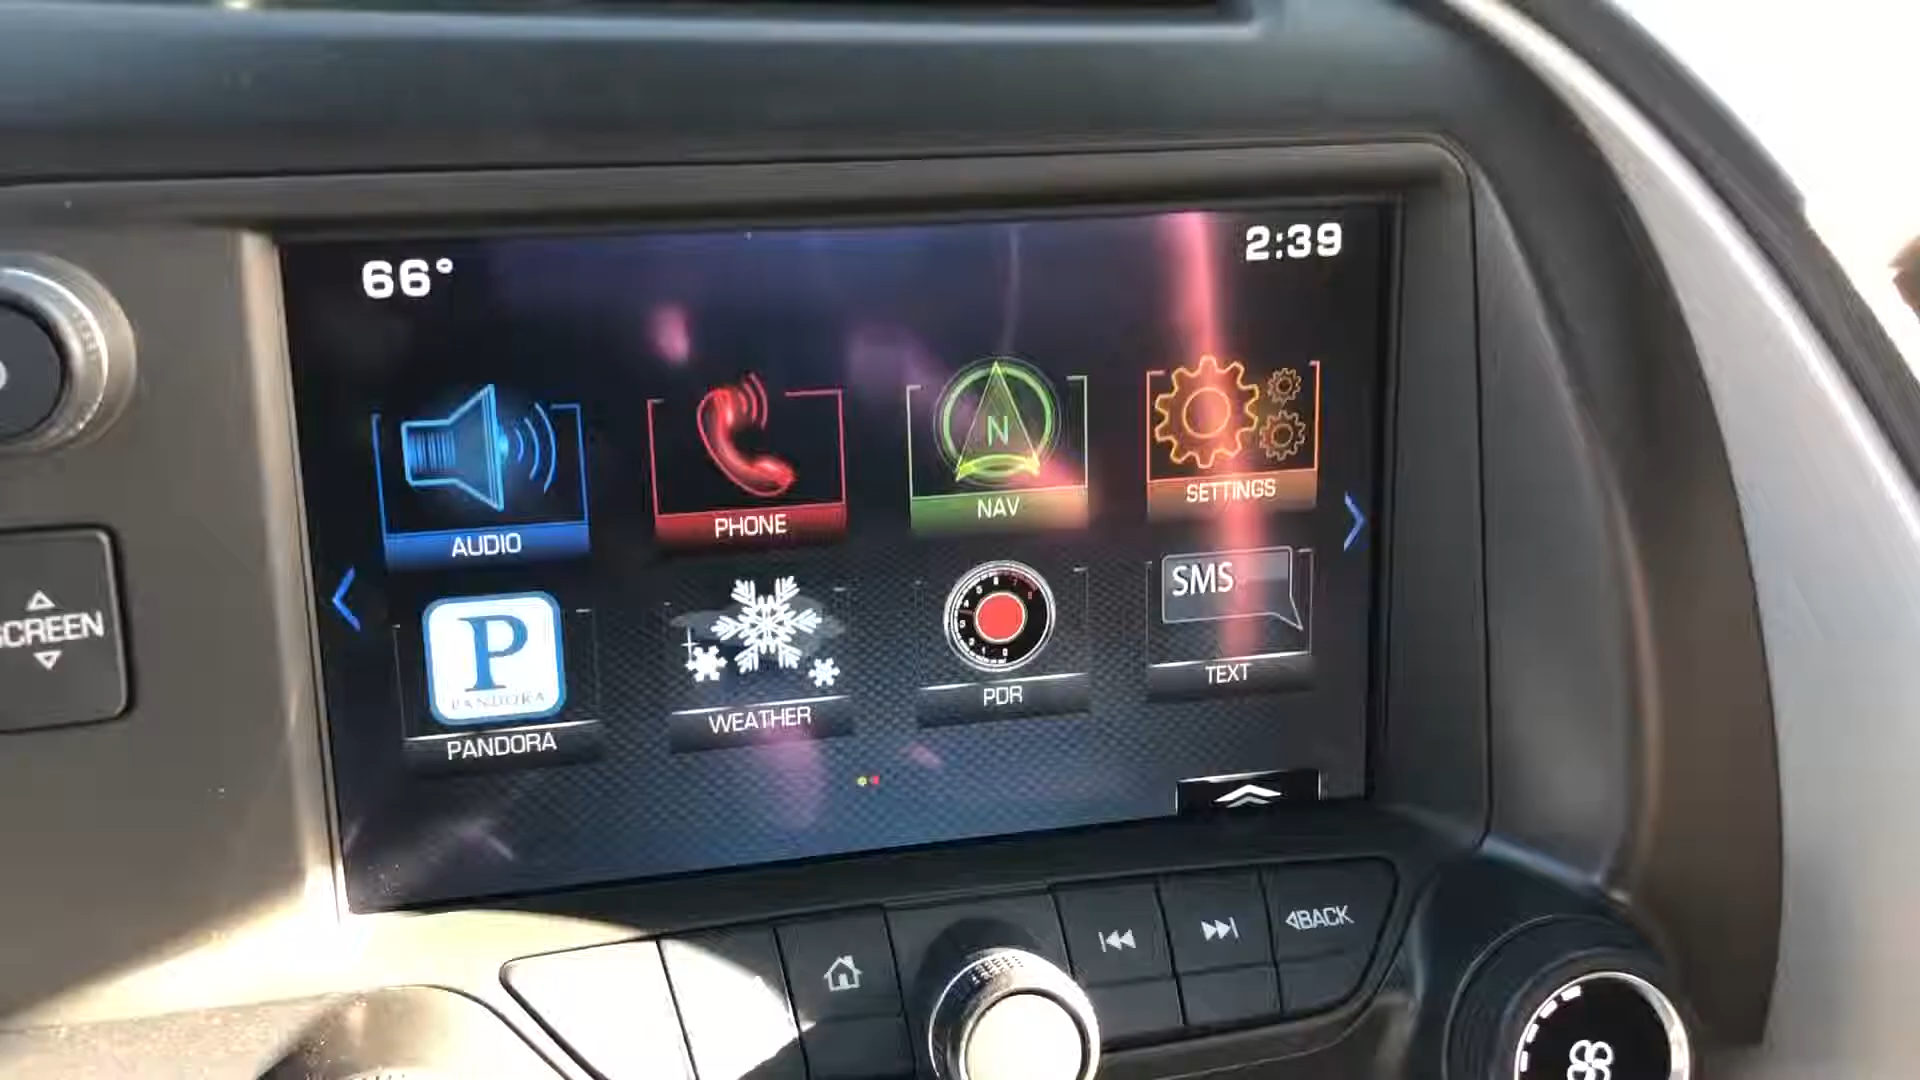 66°
2:39
AUDIO
PHONE
N
NAV
SETTINGS
SCREEN
P
PANDORA
PANDORA
WEATHER
PDR
SMS
TEXT
BACK